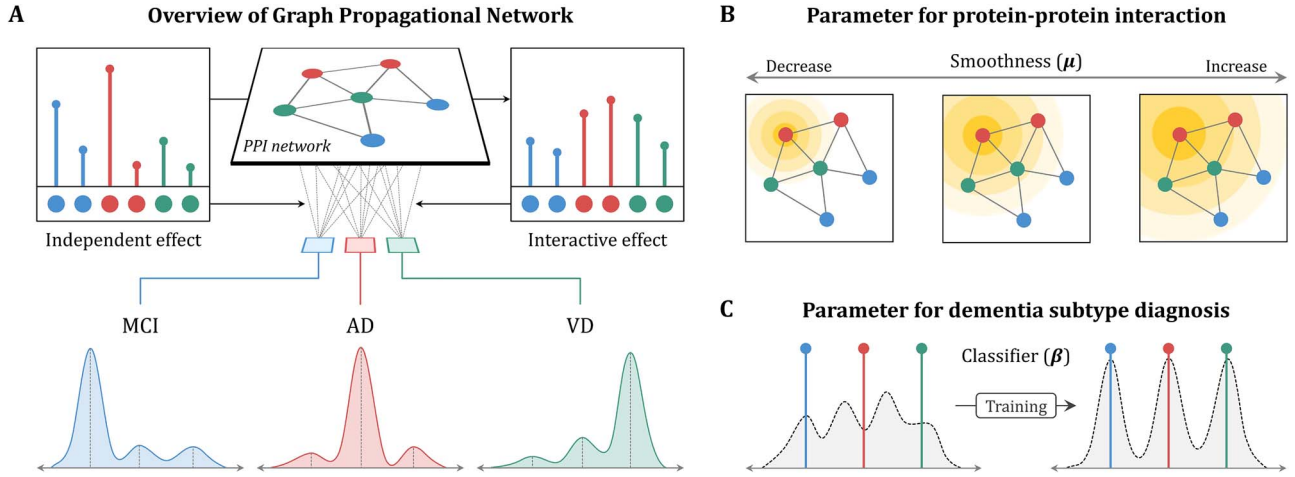 A
Overview of Graph Propagational Network
PPI network
Independent effect
Interactive effect
MCI
AD
VD
B
Parameter for protein-protein interaction
Smoothness (μ)
Decrease
Increase
C
Parameter for dementia subtype diagnosis
Classifier (β)
Training